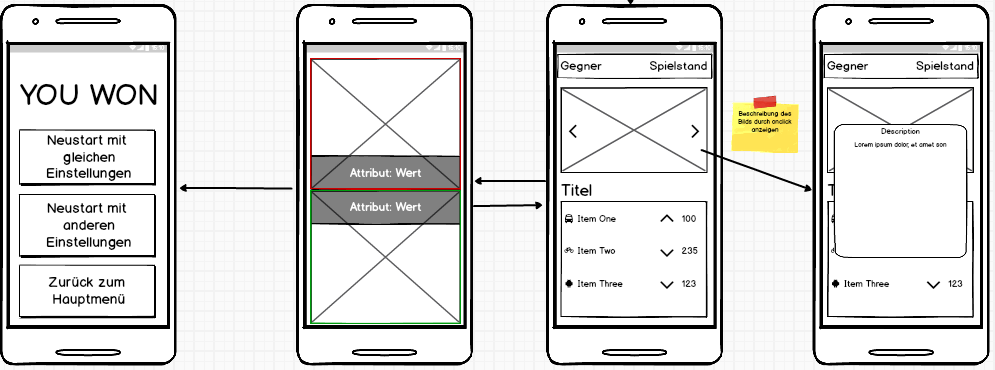 YOU WON
Neustart mit
gleichen
Einstellungen
Neustart mit
anderen
Einstellungen
Zurück zum
Hauptmenü
Attribut: Wert
Attribut: Wert
Gegner Spielstand
Titel
Item One 100
Item Two 235
Item Three 123
Beschreibung des
Bilds durch onclick
anzeigen
Gegner Spielstand
Description
Lorem ipsum dolor, et amet son
T
Item Three 123